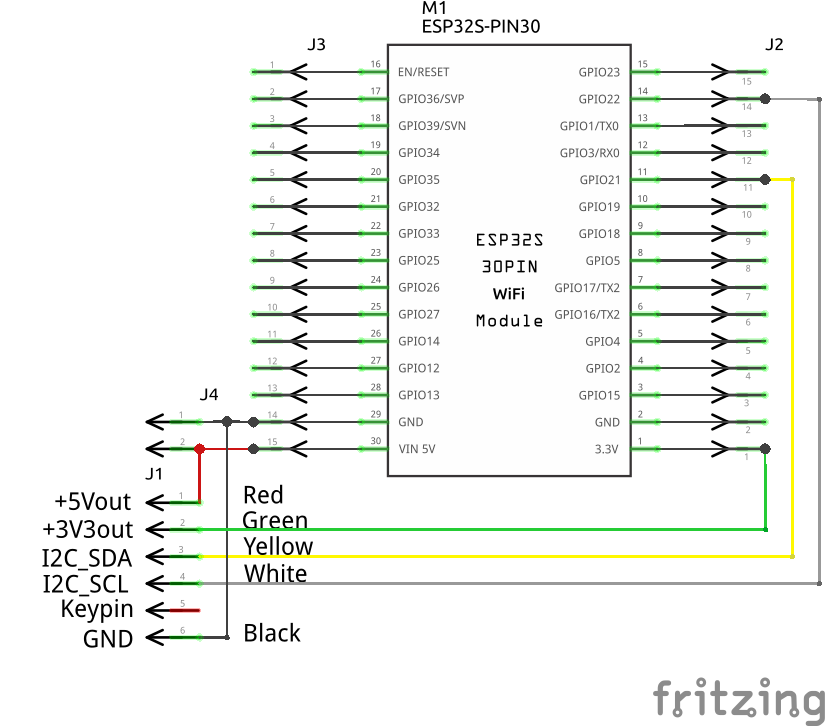 M1
ESP32S-PIN30
J3 J2
1 16 EN/RESET GPIO23 15 15
2 17 GPIO36/SVP GPIO22 14 14
3 18 GPIO39/SVN GPIO1/TX0 13 13
4 19 GPIO34 GPIO3/RX0 12 12
5 20 GPIO35 GPIO21 11 11
6 21 GPIO32 GPIO19 10 10
7 22 GPIO33 GPIO18 9 9
8 23 GPIO25 GPIO5 8 8
9 24 GPIO26 GPIO17/TX2 7 7
10 25 GPIO27 GPIO16/TX2 6 6
11 26 GPIO14 GPIO4 5 5
12 27 GPIO12 GPIO2 4 4
13 28 GPIO13 GPIO15 3 3
14 29 GND GND 2 2
15 30 VIN 5V 3.3V 1 1
ESP32S
30PIN
WiFi
Module
J4
1
2
J1
+5Vout 1 Red
+3V3out 2 Green
I2C_SDA 3 Yellow
I2C_SCL 4 White
Keypin 5
GND 6 Black
fritzing